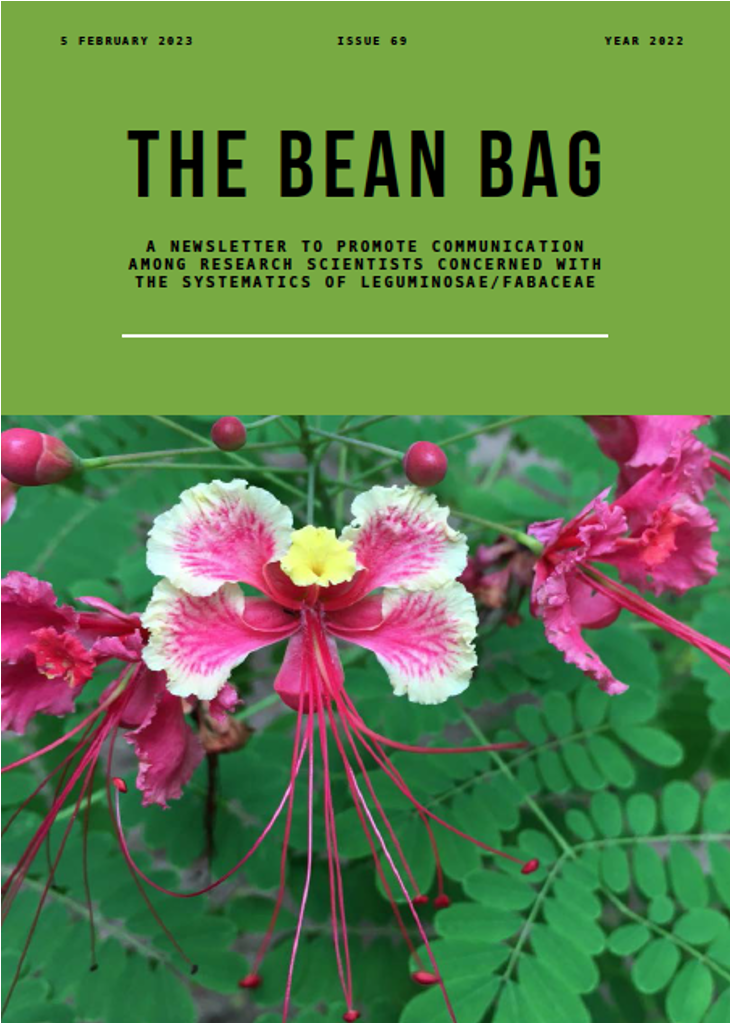 5 FEBRUARY 2023 ISSUE 69 YEAR 2022
THE BEAN BAG
A NEWSLETTER TO PROMOTE COMMUNICATION
AMONG RESEARCH SCIENTISTS CONCERNED WITH
THE SYSTEMATICS OF LEGUMINOSAE/FABACEAE